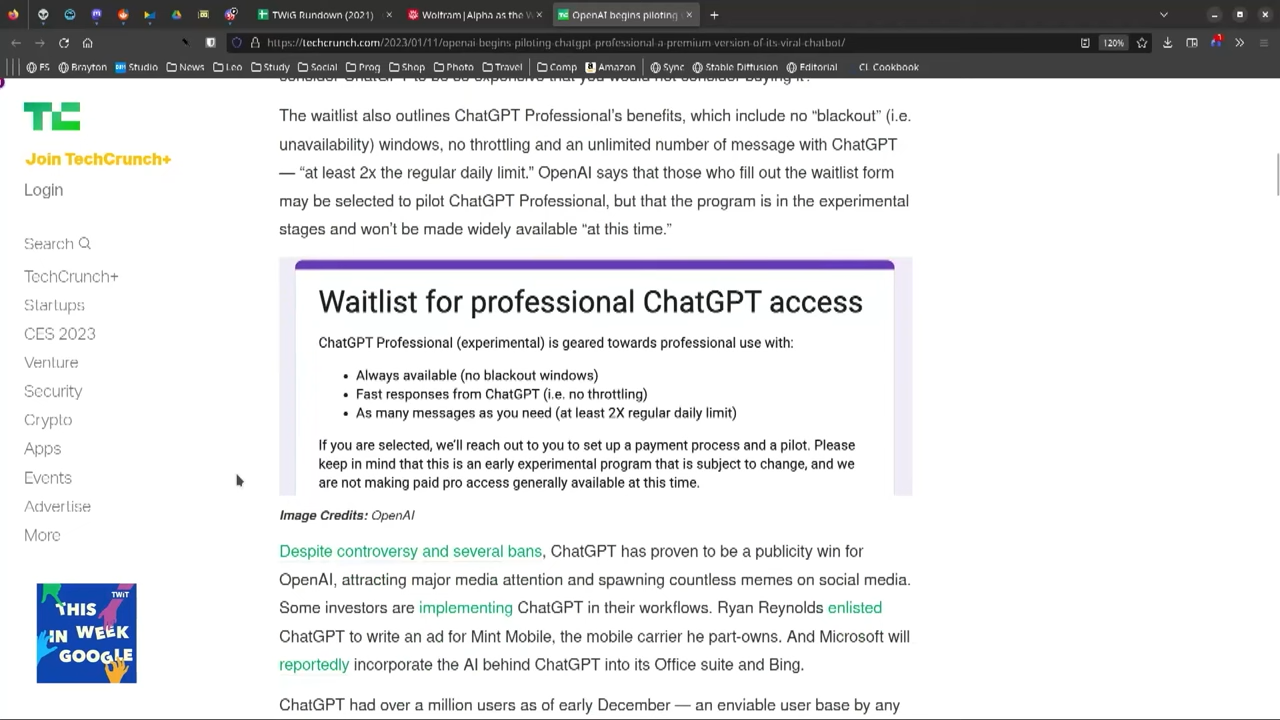 TWiG Rundown (2021)
Wolfram|Alpha as the W
OpenAI begins piloting
https://techcrunch.com/2023/01/11/openai-begins-piloting-chatgpt-professional-a-premium-version-of-its-viral-chatbot/
120%
FS Brayton Studio News Leo Study Social Prog Shop Photo Travel Comp Amazon Sync Stable Diffusion Editorial CL Cookbook
consider ChatGPT to be so expensive that you would not consider buying it?
TC
Join TechCrunch+
Login
Search
TechCrunch+
Startups
CES 2023
Venture
Security
Crypto
Apps
Events
Advertise
More
TWiT
THIS
IN WEEK
GOOGLE
The waitlist also outlines ChatGPT Professional's benefits, which include no “blackout” (i.e.
unavailability) windows, no throttling and an unlimited number of message with ChatGPT
— “at least 2x the regular daily limit.” OpenAI says that those who fill out the waitlist form
may be selected to pilot ChatGPT Professional, but that the program is in the experimental
stages and won’t be made widely available “at this time.”
Waitlist for professional ChatGPT access
ChatGPT Professional (experimental) is geared towards professional use with:
• Always available (no blackout windows)
• Fast responses from ChatGPT (i.e. no throttling)
• As many messages as you need (at least 2X regular daily limit)
If you are selected, we'll reach out to you to set up a payment process and a pilot. Please
keep in mind that this is an early experimental program that is subject to change, and we
are not making paid pro access generally available at this time.
Image Credits: OpenAI
Despite controversy and several bans, ChatGPT has proven to be a publicity win for
OpenAI, attracting major media attention and spawning countless memes on social media.
Some investors are implementing ChatGPT in their workflows. Ryan Reynolds enlisted
ChatGPT to write an ad for Mint Mobile, the mobile carrier he part-owns. And Microsoft will
reportedly incorporate the AI behind ChatGPT into its Office suite and Bing.
ChatGPT had over a million users as of early December — an enviable user base by any